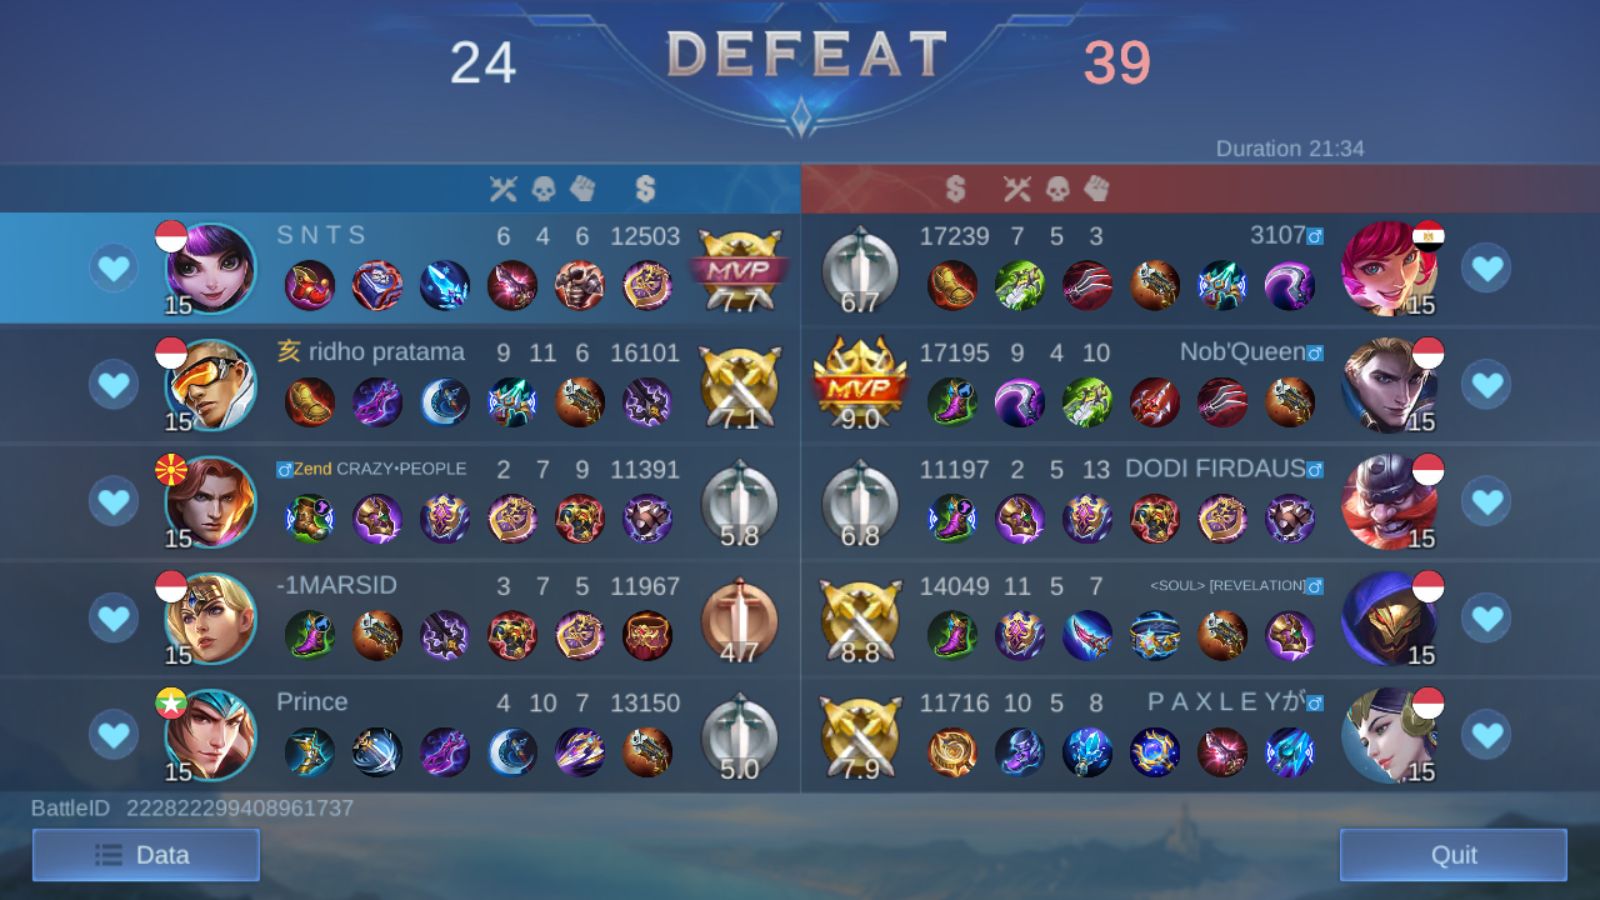 24 DEFEAT 39
Duration 21:34
S N T S 6 4 6 12503
15 MVP 7.7
6.7 17239 7 5 3 3107
15
亥 ridho pratama 9 11 6 16101
15 7.1
MVP 9.0 17195 9 4 10 Nob'Queen
15
Zend CRAZY•PEOPLE 2 7 9 11391
15 5.8
6.8 11197 2 5 13 DODI FIRDAUS
15
-1MARSID 3 7 5 11967
15 4.7
8.8 14049 11 5 7 <SOUL> [REVELATION]
15
Prince 4 10 7 13150
15 5.0
7.9 11716 10 5 8 P A X L E Yが
15
BattleID 222822299408961737
Data
Quit